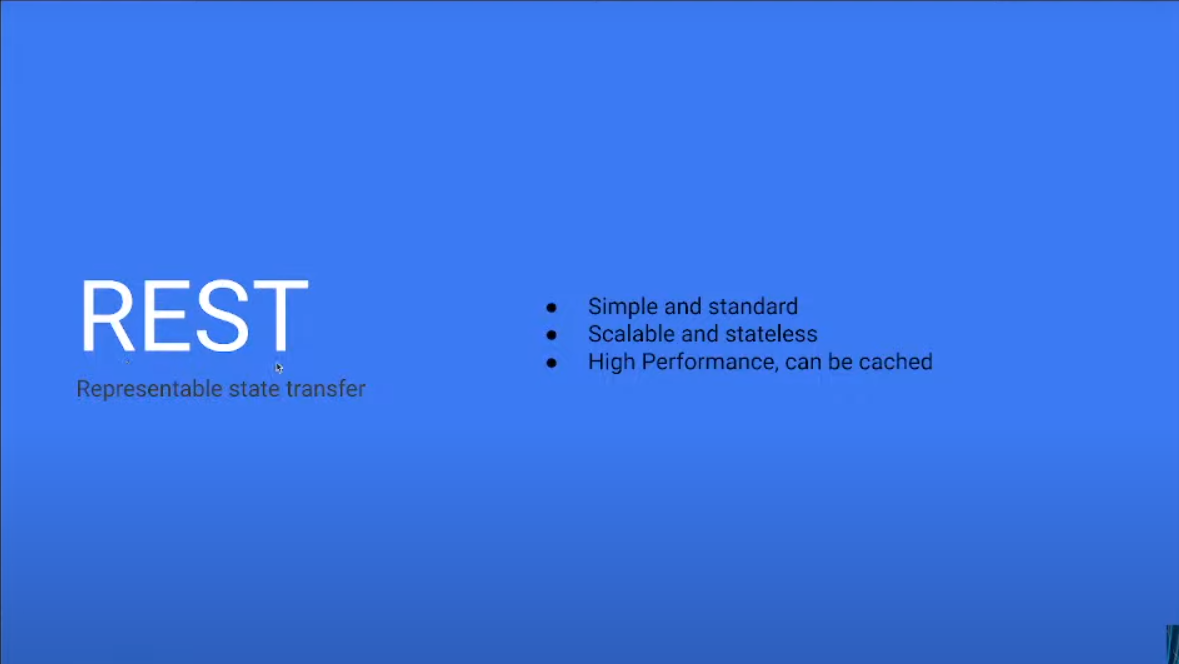 REST
Representable state transfer
● Simple and standard
● Scalable and stateless
● High Performance, can be cached